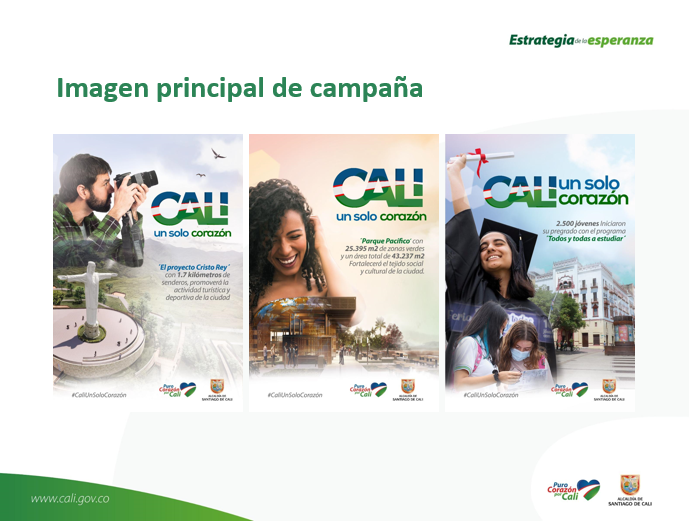 Estrategia de la esperanza
Imagen principal de campaña
CALI
un solo corazón
"El proyecto Cristo Rey"
con 1.7 kilómetros de
senderos, promoverá la
actividad turística y
deportiva de la ciudad
#CaliUnSoloCorazón
Puro
Corazón
por Cali
ALCALDÍA DE
SANTIAGO DE CALI
CALI
un solo corazón
"Parque Pacífico" con
25.395 m2 de zonas verdes
y un área total de 43.237 m2
Fortalecerá el tejido social
y cultural de la ciudad.
#CaliUnSoloCorazón
Puro
Corazón
por Cali
ALCALDÍA DE
SANTIAGO DE CALI
CALI un solo
corazón
2.500 jóvenes Iniciaron
su pregrado con el programa
"Todos y todas a estudiar"
#CaliUnSoloCorazón
Puro
Corazón
por Cali
ALCALDÍA DE
SANTIAGO DE CALI
www.cali.gov.co
Puro
Corazón
por Cali
ALCALDÍA DE
SANTIAGO DE CALI